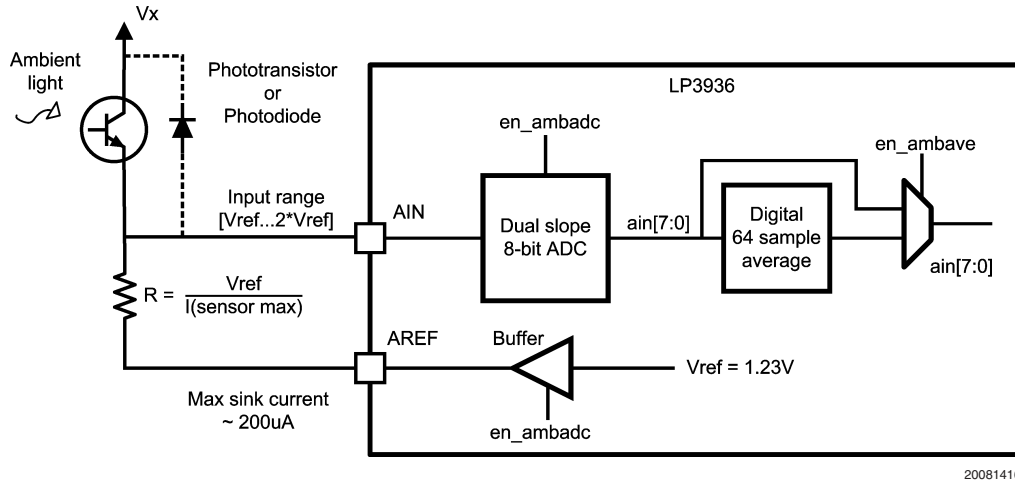 Vx
Ambient
light
Phototransistor
or
Photodiode
LP3936
en_ambadc
en_ambave
Input range
[Vref...2*Vref]
AIN
Dual slope
8-bit ADC
ain[7:0]
Digital
64 sample
average
ain[7:0]
R = Vref
I(sensor max)
AREF
Buffer
Vref = 1.23V
Max sink current
~ 200uA
en_ambadc